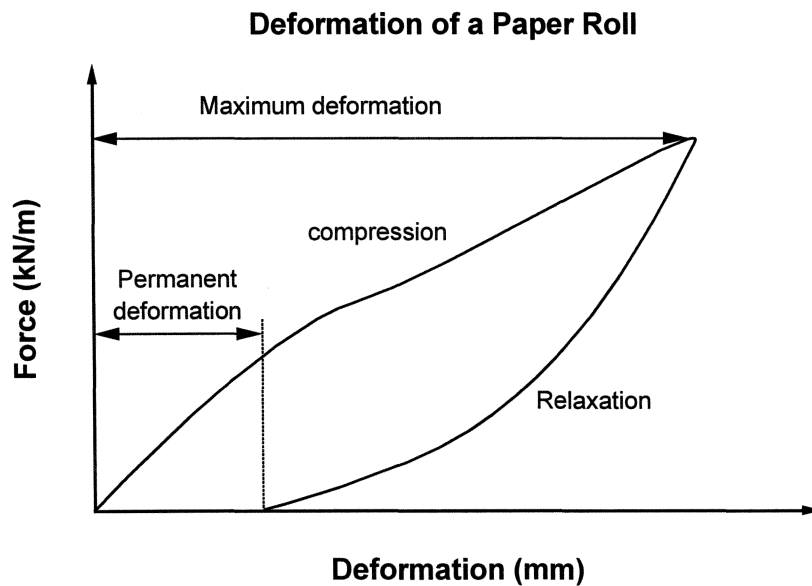 Deformation of a Paper Roll
Maximum deformation
compression
Permanent
deformation
Relaxation
Force (kN/m)
Deformation (mm)